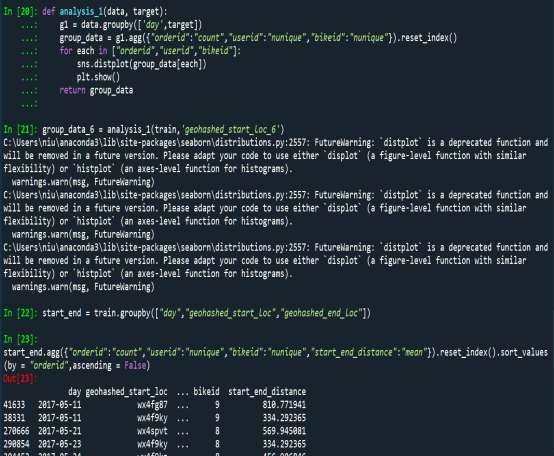 In [20]: def analysis_1(data, target):
...: g1 = data.groupby(['day',target])
...: group_data = g1.agg({"orderid":"count","userid":"nunique","bikeid":"nunique"}).reset_index()
...: for each in ["orderid","userid","bikeid"]:
...: sns.distplot(group_data[each])
...: plt.show()
...: return group_data
...:
In [21]: group_data_6 = analysis_1(train,'geohashed_start_loc_6')
C:\Users\niu\anaconda3\lib\site-packages\seaborn\distributions.py:2557: FutureWarning: `distplot` is a deprecated function and
will be removed in a future version. Please adapt your code to use either `displot` (a figure-level function with similar
flexibility) or `histplot` (an axes-level function for histograms).
warnings.warn(msg, FutureWarning)
C:\Users\niu\anaconda3\lib\site-packages\seaborn\distributions.py:2557: FutureWarning: `distplot` is a deprecated function and
will be removed in a future version. Please adapt your code to use either `displot` (a figure-level function with similar
flexibility) or `histplot` (an axes-level function for histograms).
warnings.warn(msg, FutureWarning)
C:\Users\niu\anaconda3\lib\site-packages\seaborn\distributions.py:2557: FutureWarning: `distplot` is a deprecated function and
will be removed in a future version. Please adapt your code to use either `displot` (a figure-level function with similar
flexibility) or `histplot` (an axes-level function for histograms).
warnings.warn(msg, FutureWarning)
In [22]: start_end = train.groupby(["day","geohashed_start_loc","geohashed_end_loc"])
In [23]:
start_end.agg({"orderid":"count","userid":"nunique","bikeid":"nunique","start_end_distance":"mean"}).reset_index().sort_values
(by = "orderid",ascending = False)
Out[23]:
day geohashed_start_loc ... bikeid start_end_distance
41633 2017-05-11 wx4fg87 ... 9 810.771941
38331 2017-05-11 wx4f9ky ... 9 334.292365
270666 2017-05-21 wx4spvt ... 8 569.945081
290854 2017-05-23 wx4f9ky ... 8 334.292365